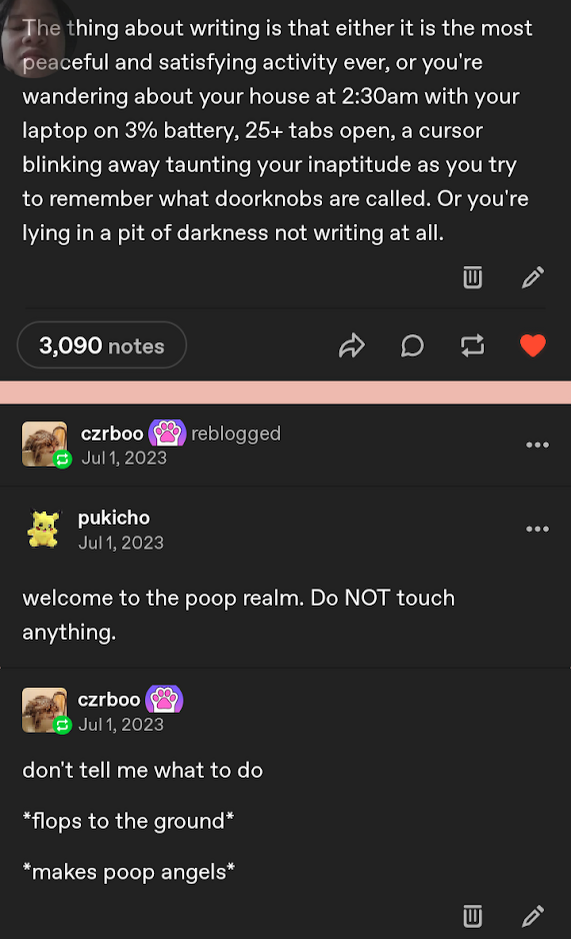 The thing about writing is that either it is the most
peaceful and satisfying activity ever, or you're
wandering about your house at 2:30am with your
laptop on 3% battery, 25+ tabs open, a cursor
blinking away taunting your inaptitude as you try
to remember what doorknobs are called. Or you're
lying in a pit of darkness not writing at all.
3,090 notes
czrboo reblogged
Jul 1, 2023
pukicho
Jul 1, 2023
welcome to the poop realm. Do NOT touch
anything.
czrboo
Jul 1, 2023
don't tell me what to do
*flops to the ground*
*makes poop angels*